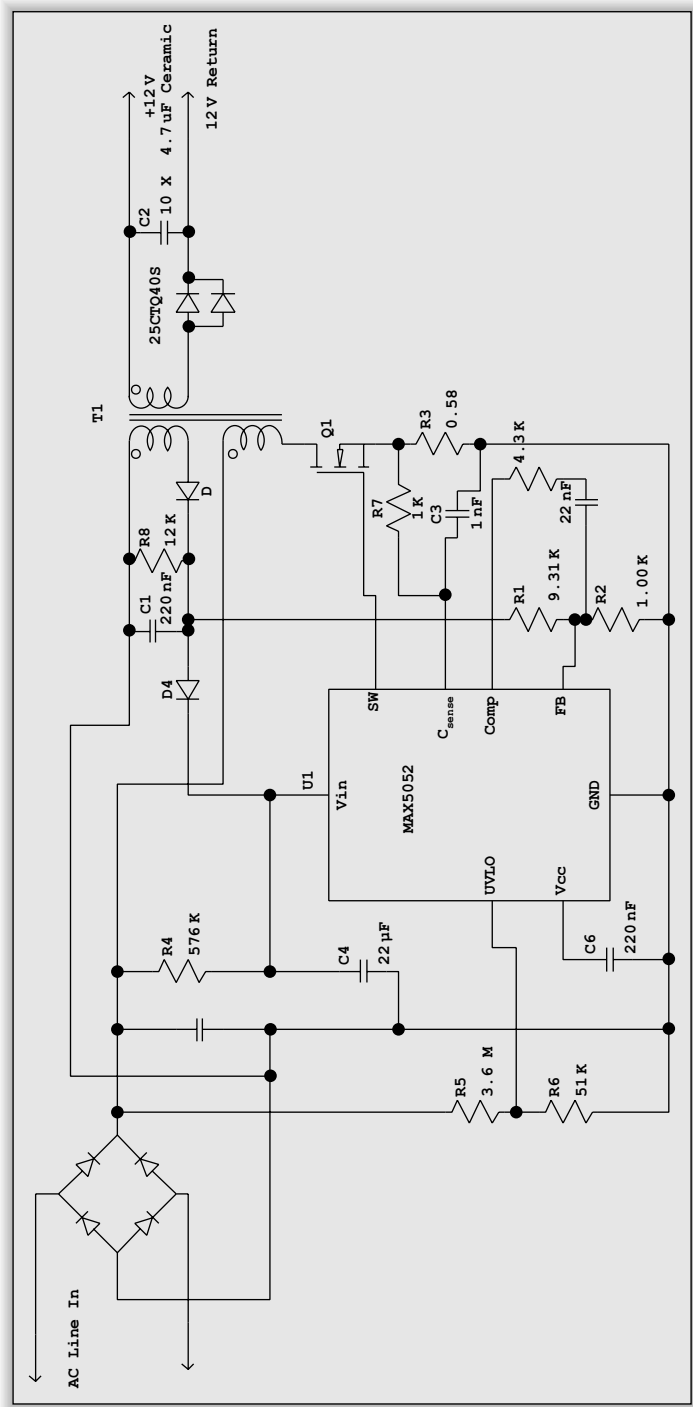 AC Line In
R5
3.6 M
R6
51K
R4
576K
C4
22µF
C6
220nF
U1
Vin
MAX5052
UVLO
Vcc
GND
SW
Csense
Comp
FB
D4
C1
220nF
R8
12K
D
T1
Q1
R7
1K
C3
1nF
R3
0.58
4.3K
22nF
R1
9.31K
R2
1.00K
25CTQ40S
C2
10 X 4.7uF Ceramic
+12V
12V Return